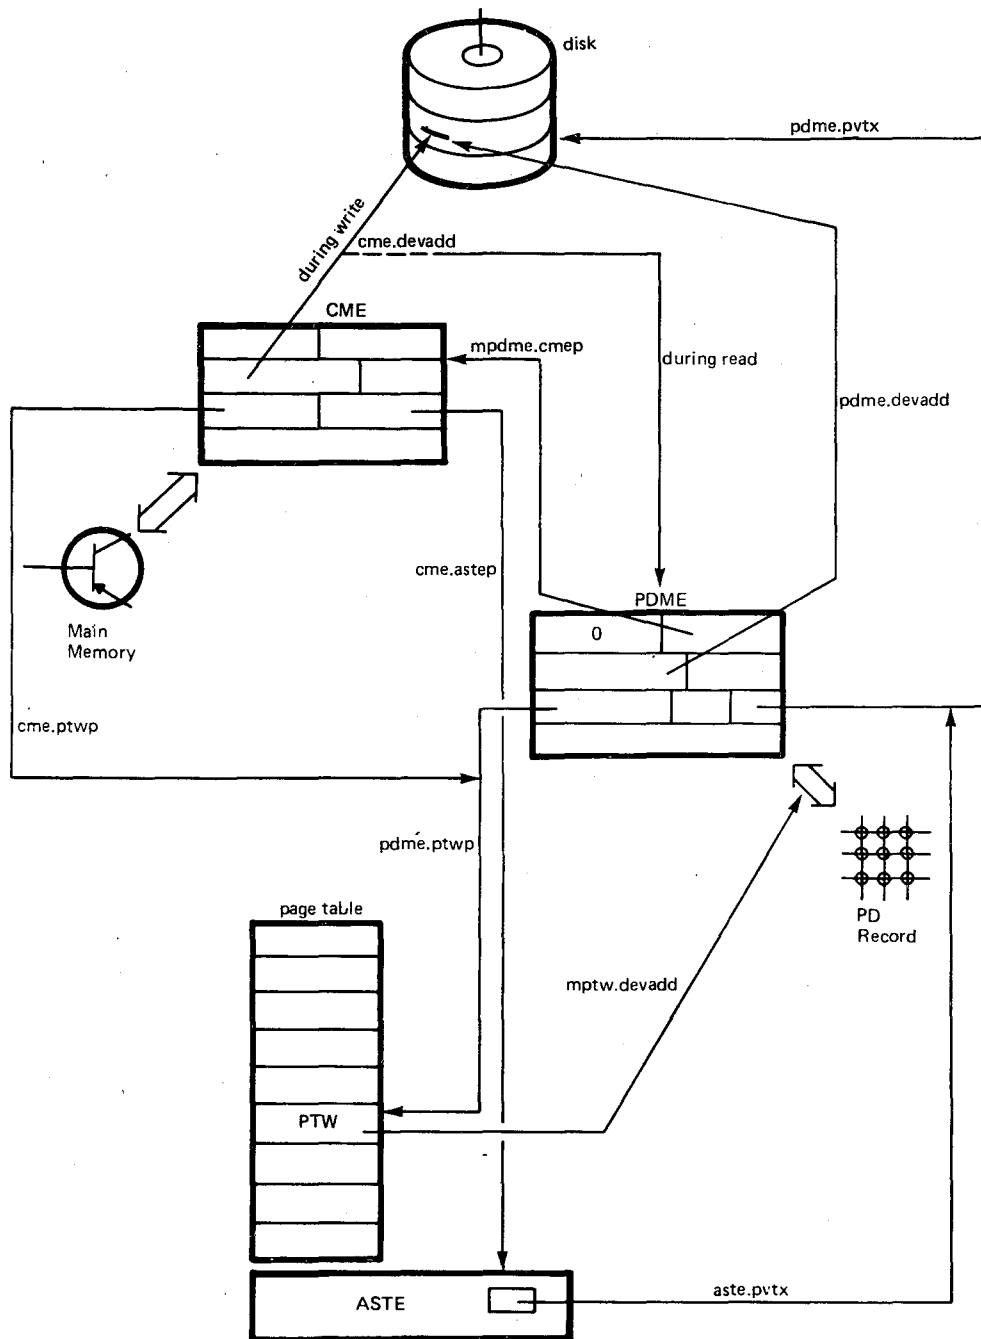 disk
pdme.pvtx
during write
cme.devadd
CME
mpdme.cmep
during read
pdme.devadd
cme.astep
PDME
0
Main
Memory
cme.ptwp
pdme.ptwp
PD
Record
page table
mptw.devadd
PTW
aste.pvtx
ASTE